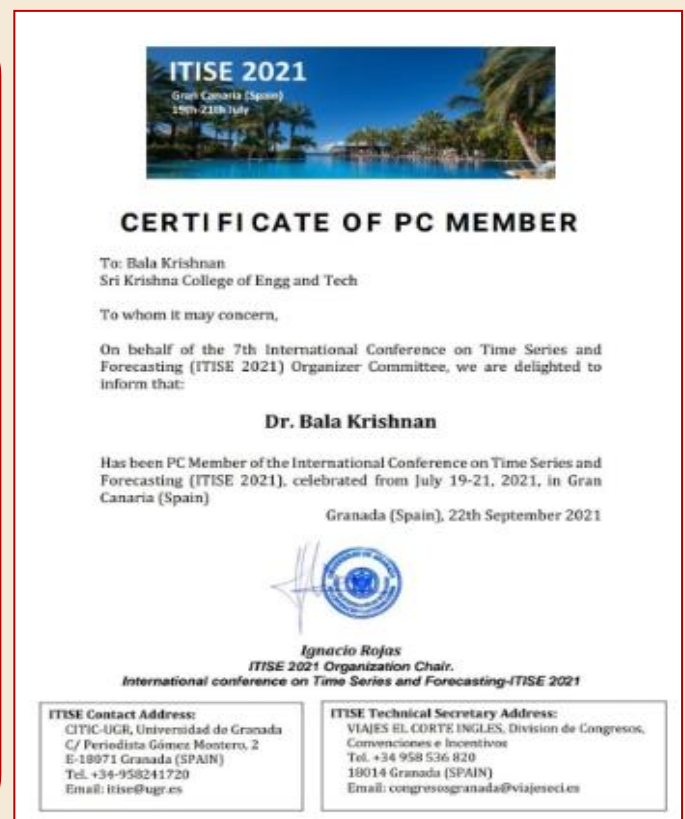 ITISE 2021
Gran Canaria (Spain)
19th-21th July
CERTIFICATE OF PC MEMBER
To: Bala Krishnan
Sri Krishna College of Engg and Tech
To whom it may concern,
On behalf of the 7th International Conference on Time Series and
Forecasting (ITISE 2021) Organizer Committee, we are delighted to
inform that:
Dr. Bala Krishnan
Has been PC Member of the International Conference on Time Series and
Forecasting (ITISE 2021), celebrated from July 19-21, 2021, in Gran
Canaria (Spain)
Granada (Spain), 22th September 2021
Ignacio Rojas
ITISE 2021 Organization Chair.
International conference on Time Series and Forecasting-ITISE 2021
ITISE Contact Address:
CITIC-UGR, Universidad de Granada
C/ Periodista Gómez Montero, 2
E-18071 Granada (SPAIN)
Tel. +34-958241720
Email: itise@ugr.es
ITISE Technical Secretary Address:
VIAJES EL CORTE INGLES, Division de Congresos,
Convenciones e Incentivos
Tel. +34 958 536 820
18014 Granada (SPAIN)
Email: congresosgranada@viajeseci.es